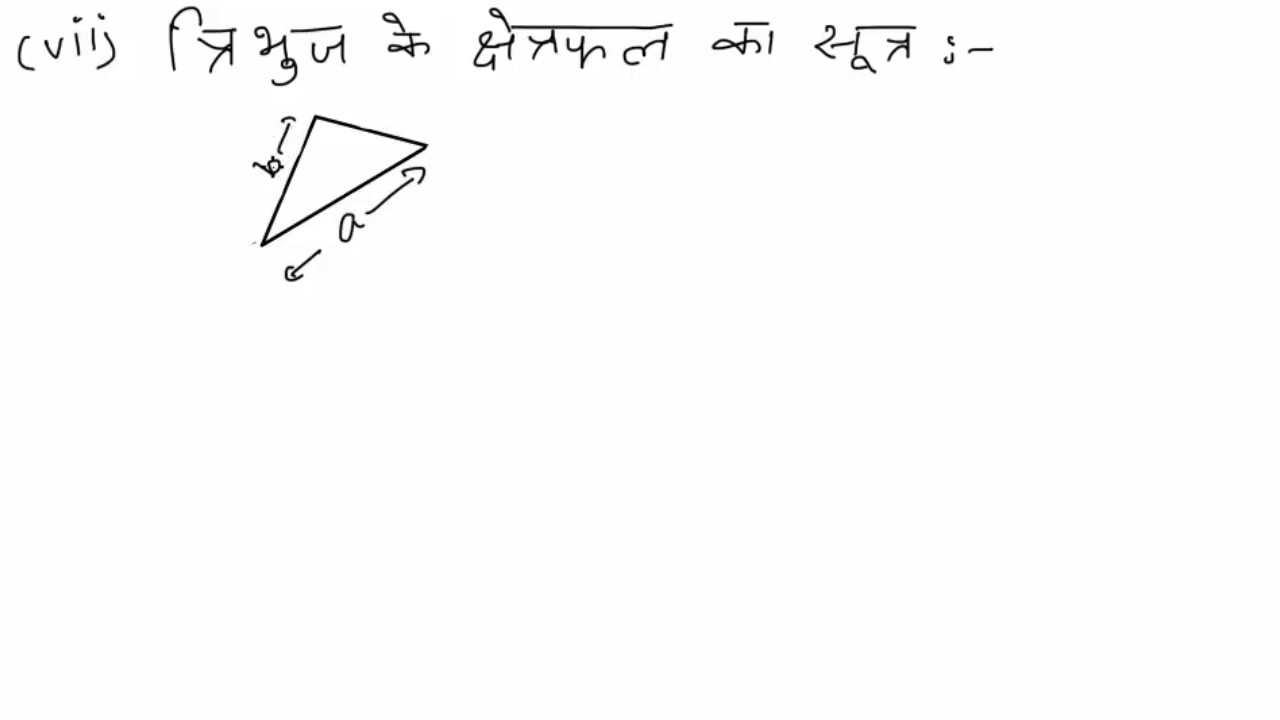 (vii) त्रिभुज के क्षेत्रफल का सूत्र :-
b
a